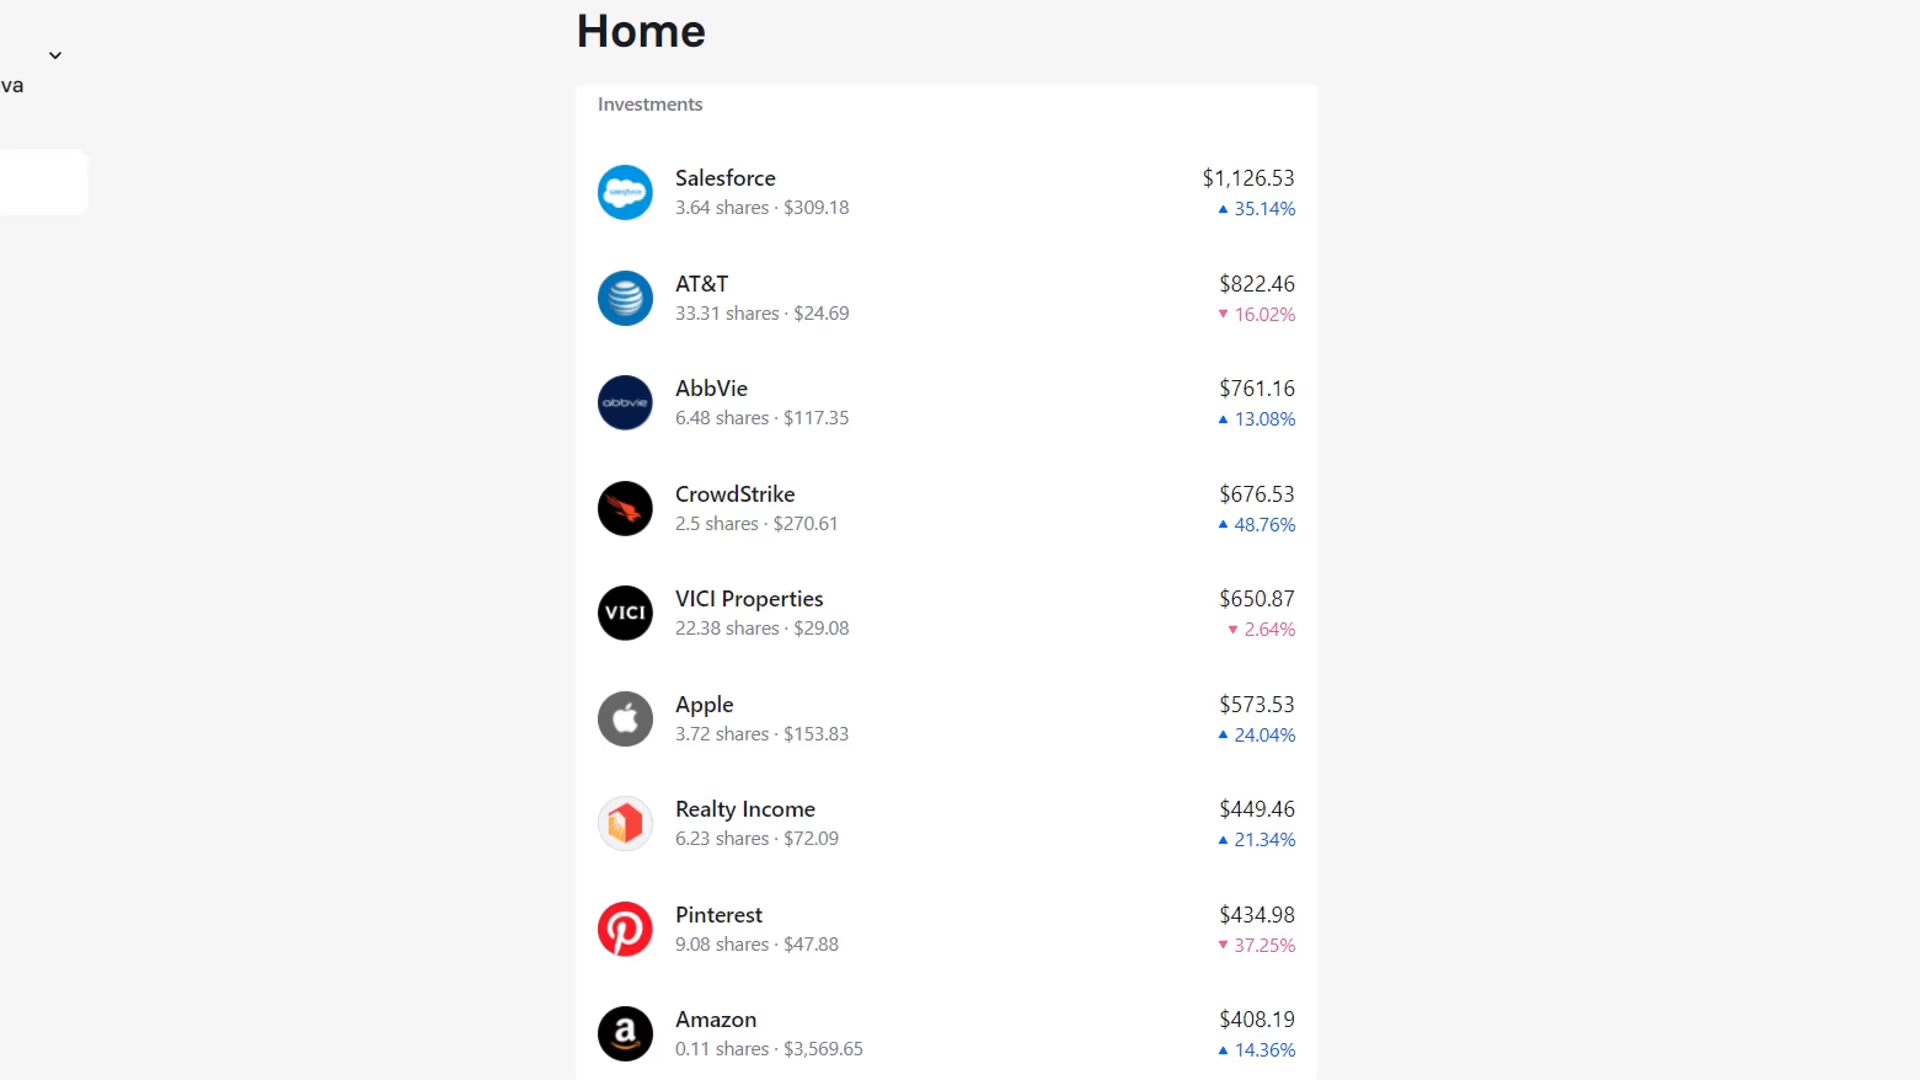 Home
va
Investments
salesforce
Salesforce
$1,126.53
3.64 shares · $309.18
▲ 35.14%
AT&T
$822.46
33.31 shares · $24.69
▼ 16.02%
abbvie
AbbVie
$761.16
6.48 shares · $117.35
▲ 13.08%
CrowdStrike
$676.53
2.5 shares · $270.61
▲ 48.76%
VICI
VICI Properties
$650.87
22.38 shares · $29.08
▼ 2.64%
Apple
$573.53
3.72 shares · $153.83
▲ 24.04%
Realty Income
$449.46
6.23 shares · $72.09
▲ 21.34%
Pinterest
$434.98
9.08 shares · $47.88
▼ 37.25%
a
Amazon
$408.19
0.11 shares · $3,569.65
▲ 14.36%